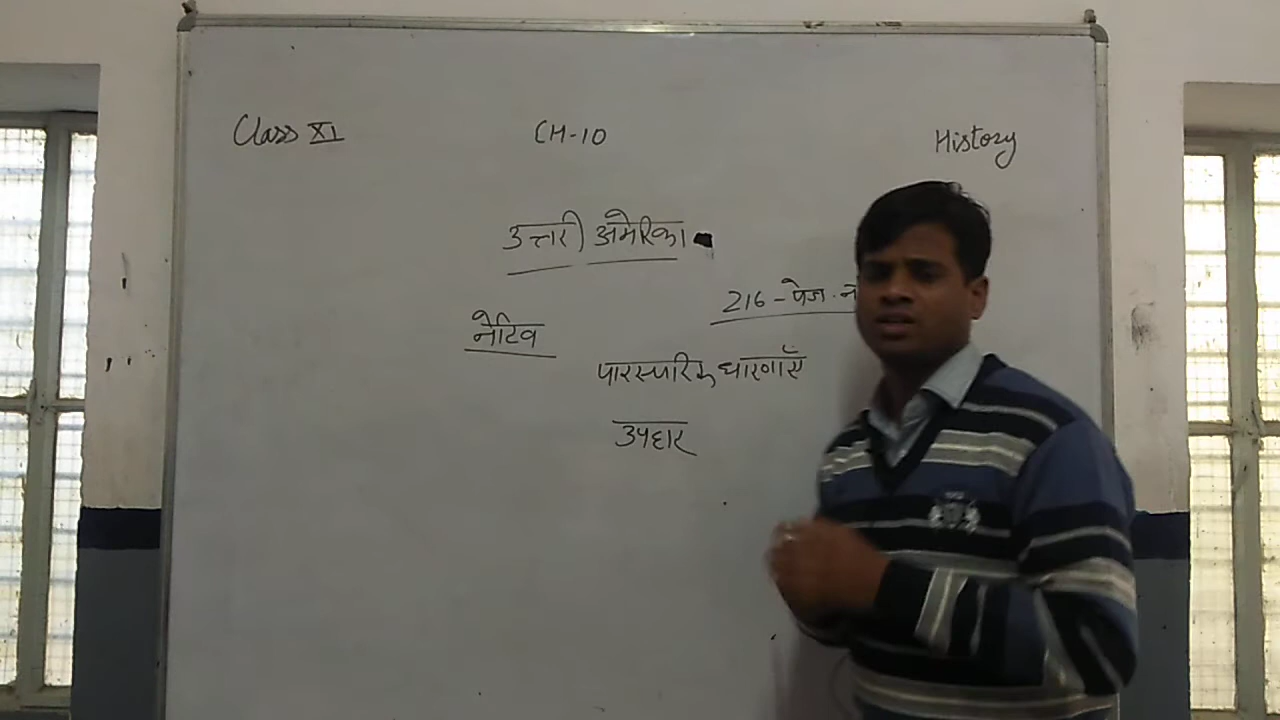 Class XI CH-10 History
उत्तरी अमेरिका
216 - पेज
नेटिव
पारस्परिक धारणाएँ
उपहार